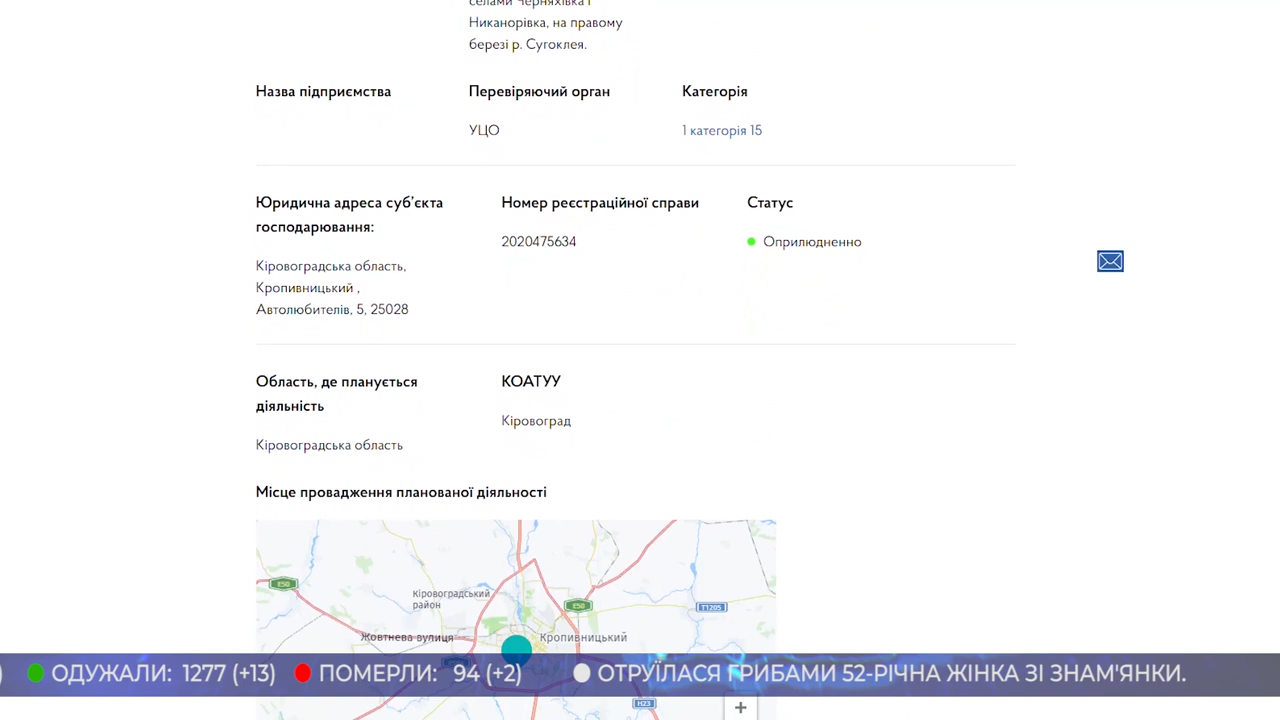 селами Черняхівка і
Никанорівка, на правому
березі р. Сугоклея.
Назва підприємства
Перевіряючий орган
Категорія
УЦО
1 категорія 15
Юридична адреса суб’єкта
господарювання:
Номер реєстраційної справи
Статус
2020475634
Оприлюднено
Кіровоградська область,
Кропивницький ,
Автолюбителів, 5, 25028
Область, де планується
діяльність
КОАТУУ
Кіровоград
Кіровоградська область
Місце провадження планованої діяльності
E50
Кіровоградський
район
E50
T1205
Жовтнева вулиця
Кропивницький
) ОДУЖАЛИ: 1277 (+13) ПОМЕРЛИ: 94 (+2) ОТРУЇЛАСЯ ГРИБАМИ 52-РІЧНА ЖІНКА ЗІ ЗНАМ'ЯНКИ.
H23
+